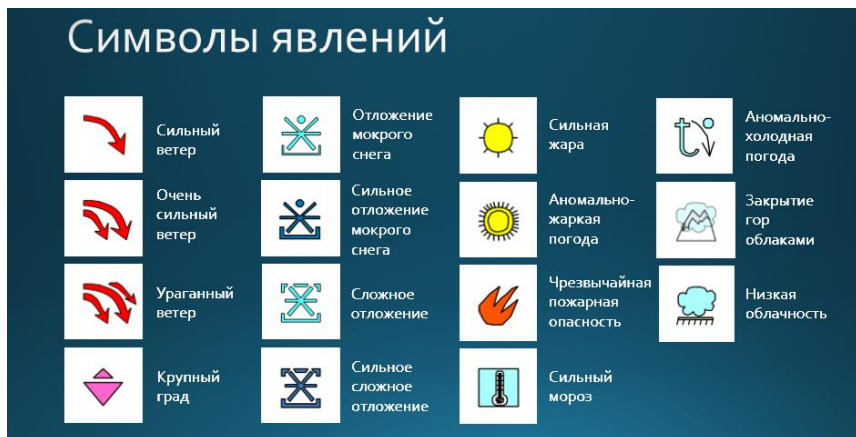 Символы явлений
Сильный
ветер
Очень
сильный
ветер
Ураганный
ветер
Крупный
град
Отложение
мокрого
снега
Сильное
отложение
мокрого
снега
Сложное
отложение
Сильное
сложное
отложение
Сильная
жара
Аномально-
жаркая
погода
Чрезвычайная
пожарная
опасность
Сильный
мороз
t
Аномально-
холодная
погода
Закрытие
гор
облаками
Низкая
облачность